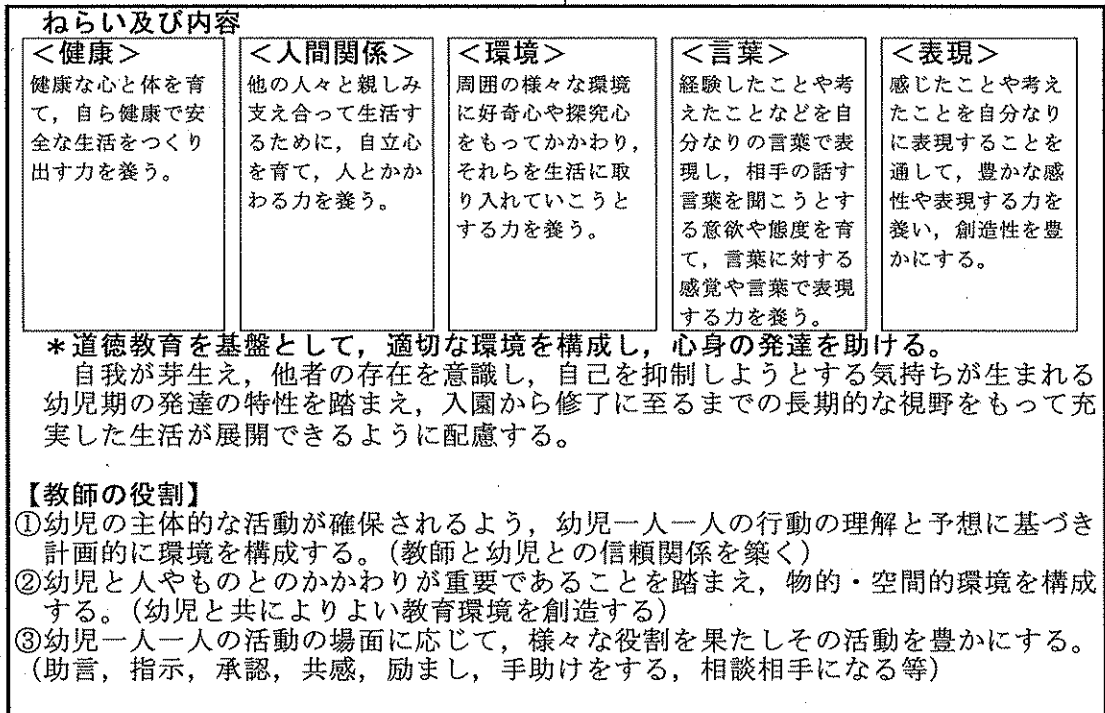 ねらい及び内容
＜健康＞
健康な心と体を育
て，自ら健康で安
全な生活をつくり
出す力を養う。
＜人間関係＞
他の人々と親しみ
支え合って生活す
るために，自立心
を育て，人とかか
わる力を養う。
＜環境＞
周囲の様々な環境
に好奇心や探究心
をもってかかわり，
それらを生活に取
り入れていこうと
する力を養う。
＜言葉＞
経験したことや考
えたことなどを自
分なりの言葉で表
現し，相手の話す
言葉を聞こうとす
る意欲や態度を育
て，言葉に対する
感覚や言葉で表現
する力を養う。
＜表現＞
感じたことや考え
たことを自分なり
に表現することを
通して，豊かな感
性や表現する力を
養い，創造性を豊
かにする。
＊道徳教育を基盤として，適切な環境を構成し，心身の発達を助ける。
自我が芽生え，他者の存在を意識し，自己を抑制しようとする気持ちが生まれる
幼児期の発達の特性を踏まえ，入園から修了に至るまでの長期的な視野をもって充
実した生活が展開できるように配慮する。
【教師の役割】
①幼児の主体的な活動が確保されるよう，幼児一人一人の行動の理解と予想に基づき
計画的に環境を構成する。（教師と幼児との信頼関係を築く）
②幼児と人やものとのかかわりが重要であることを踏まえ，物的・空間的環境を構成
する。（幼児と共によりよい教育環境を創造する）
③幼児一人一人の活動の場面に応じて，様々な役割を果たしその活動を豊かにする。
（助言，指示，承認，共感，励まし，手助けをする，相談相手になる等）